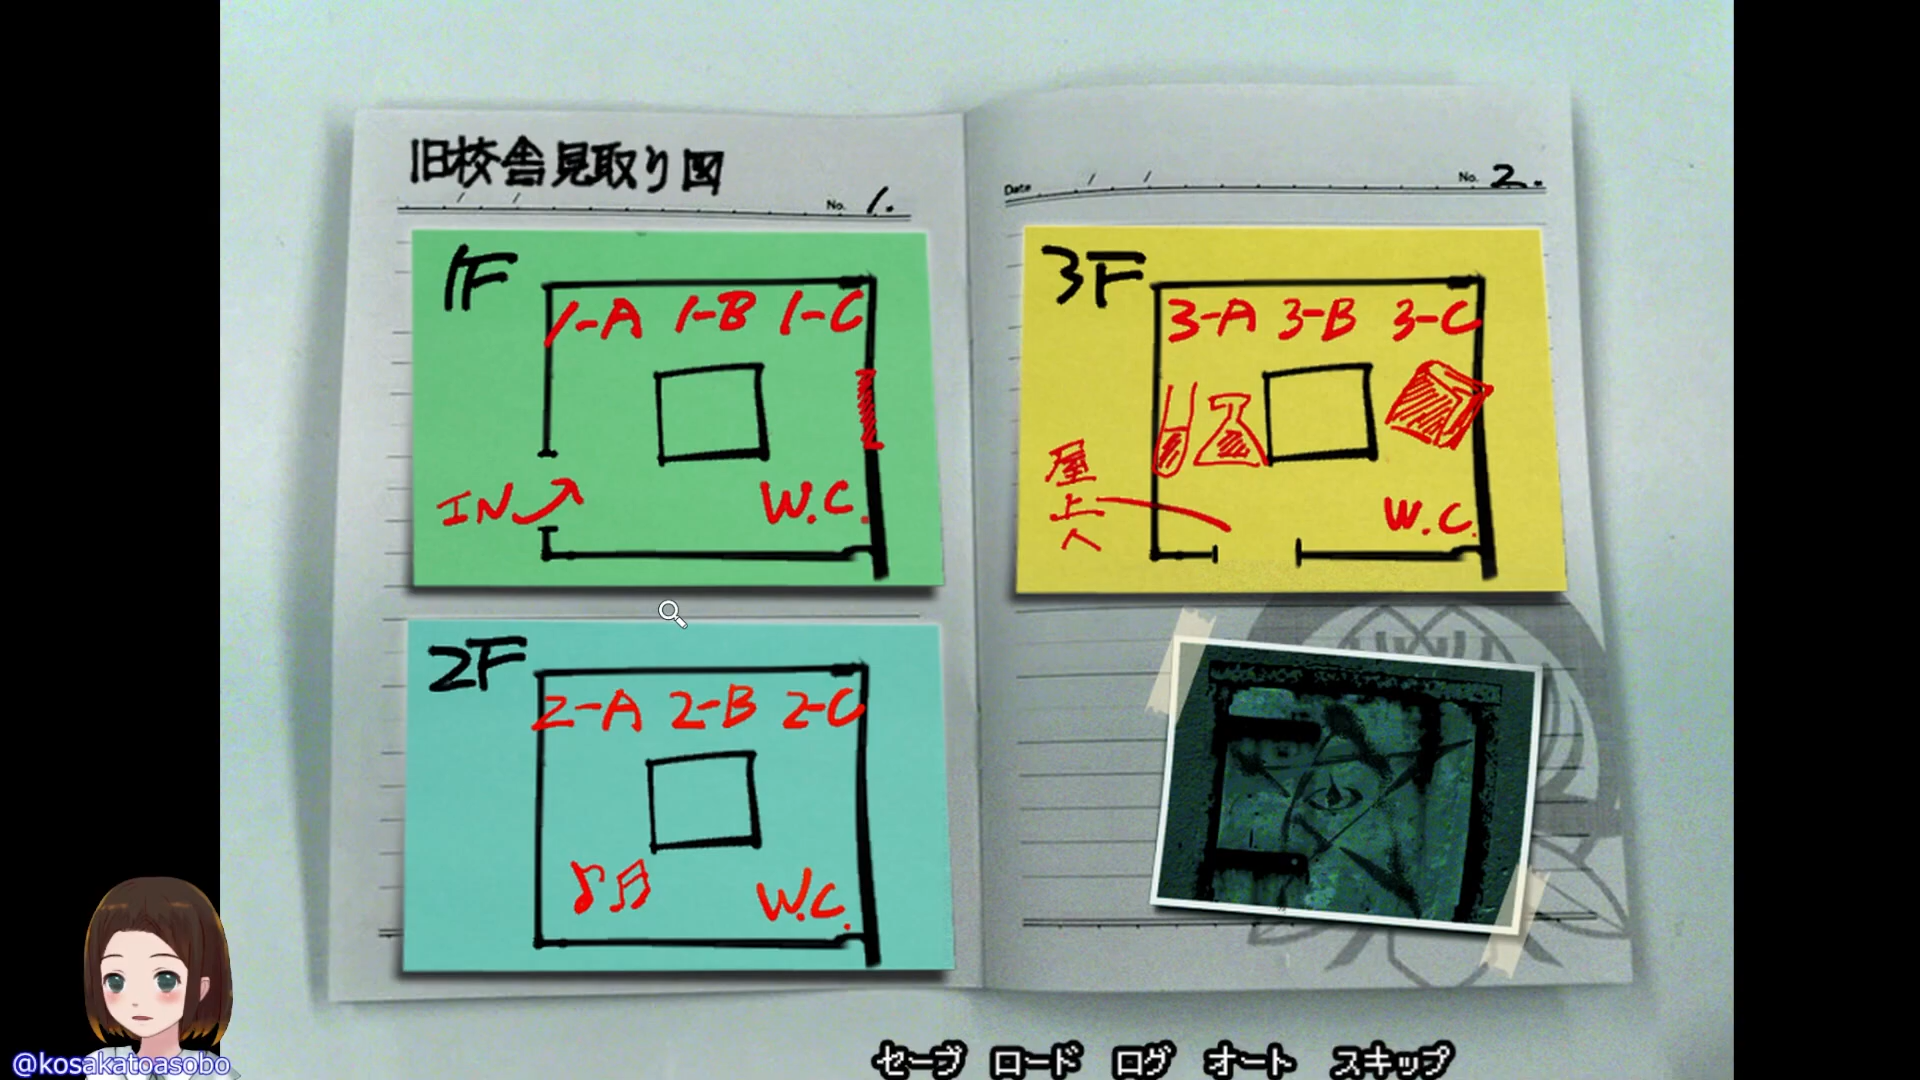 旧校舎見取り図
No. 1.
1F
1-A 1-B 1-C
IN
W.C.
2F
2-A 2-B 2-C
W.C.
Date
No. 2.
3F
3-A 3-B 3-C
屋上へ
W.C.
@kosakatoasobo
セーブ ロード ログ オート スキップ